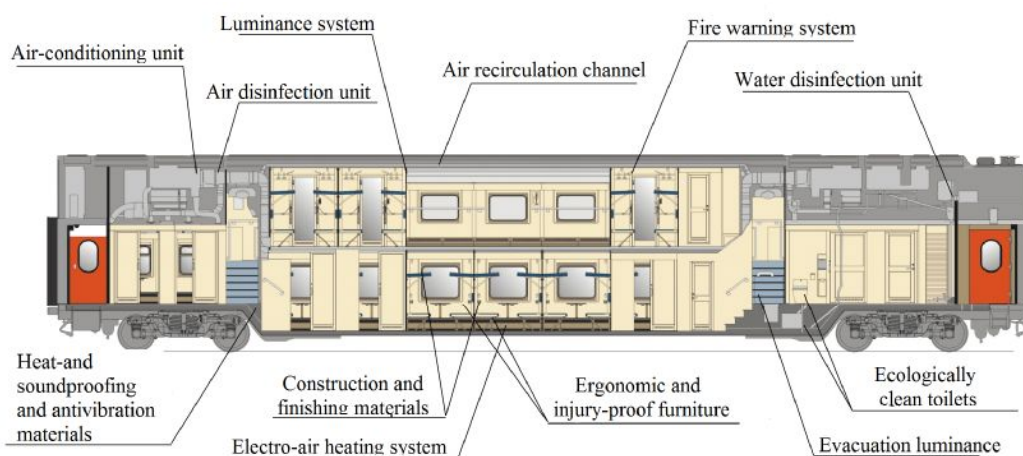 Luminance system
Fire warning system
Air-conditioning unit
Air recirculation channel
Water disinfection unit
Air disinfection unit
Heat-and
soundproofing
and antivibration
materials
Construction and
finishing materials
Ergonomic and
injury-proof furniture
Ecologically
clean toilets
Electro-air heating system
Evacuation luminance